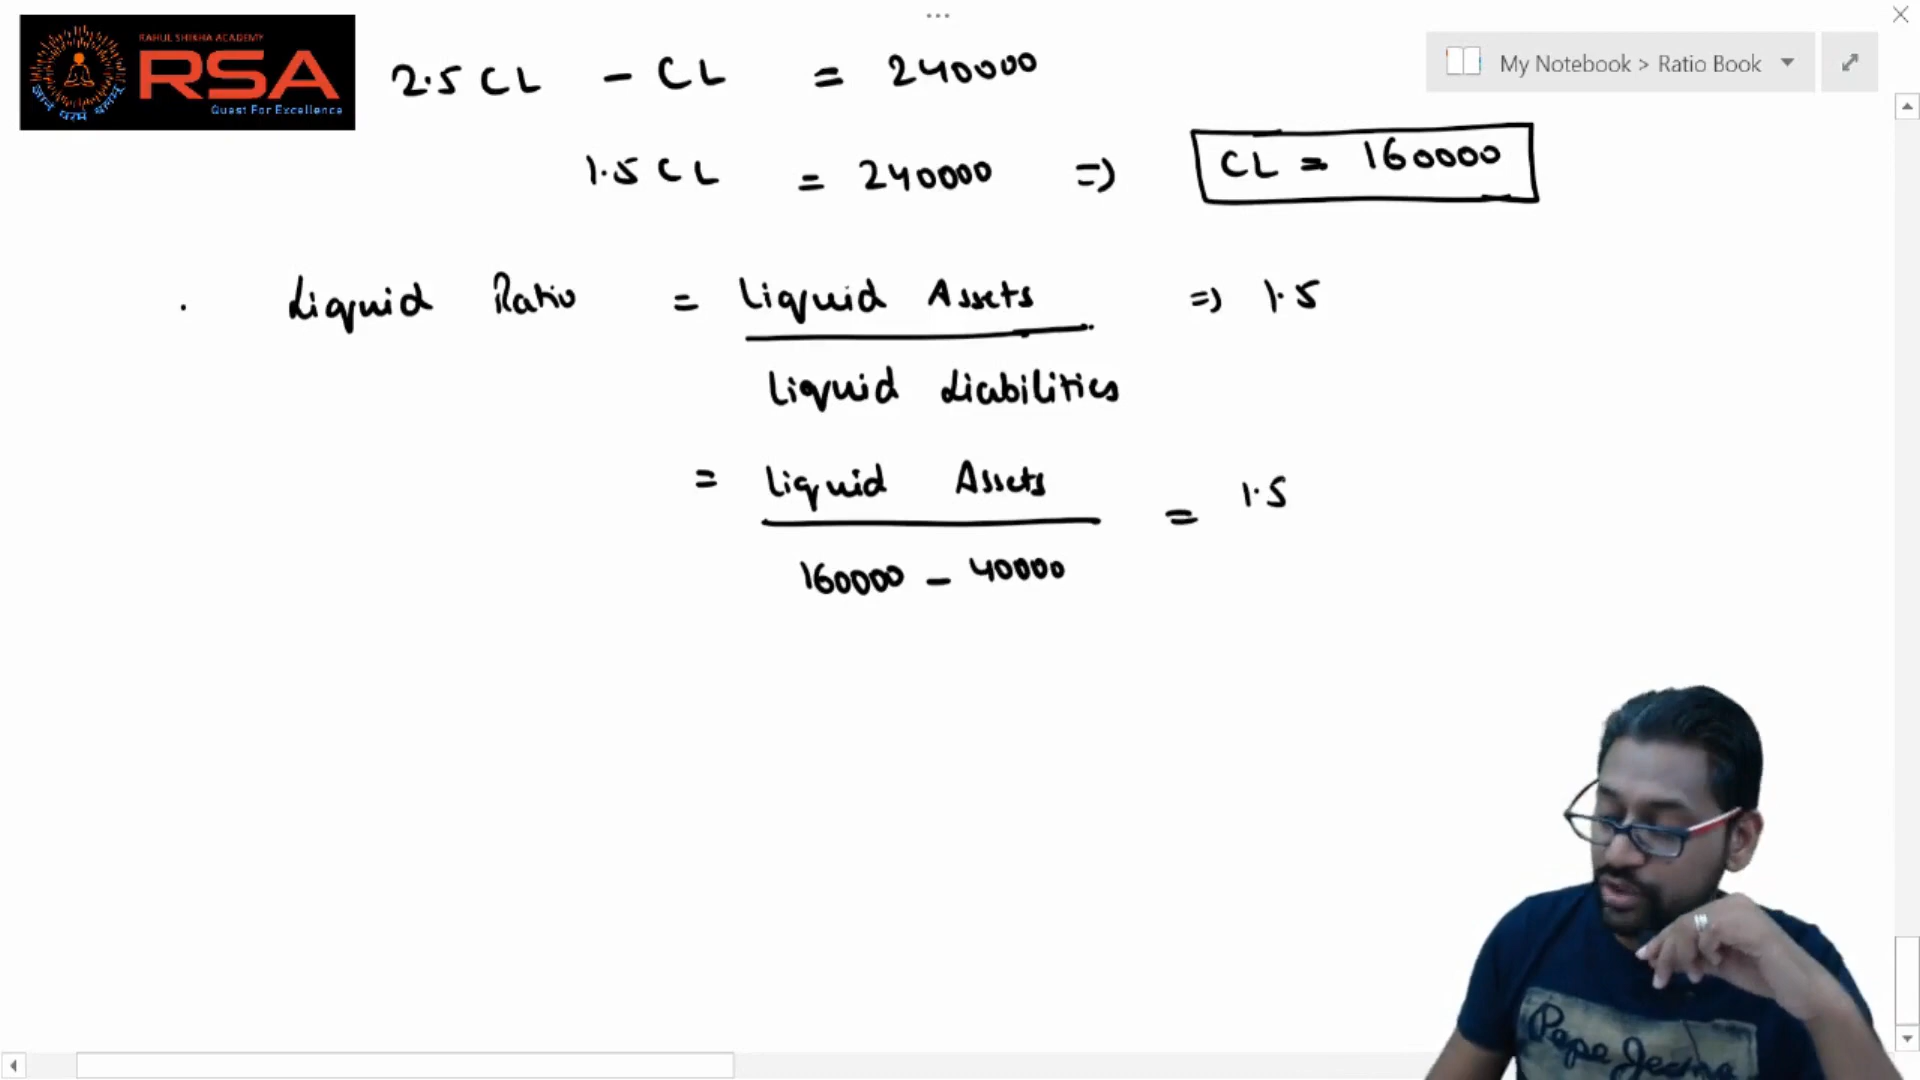 ...
RAHUL SHIKHA ACADEMY
RSA
Quest For Excellence
My Notebook > Ratio Book
2.5 CL - CL = 240000
1.5 CL = 240000 => CL = 160000
. Liquid Ratio = Liquid Assets => 1.5
Liquid Liabilities
= Liquid Assets = 1.5
160000 - 40000
Pepe Jeans